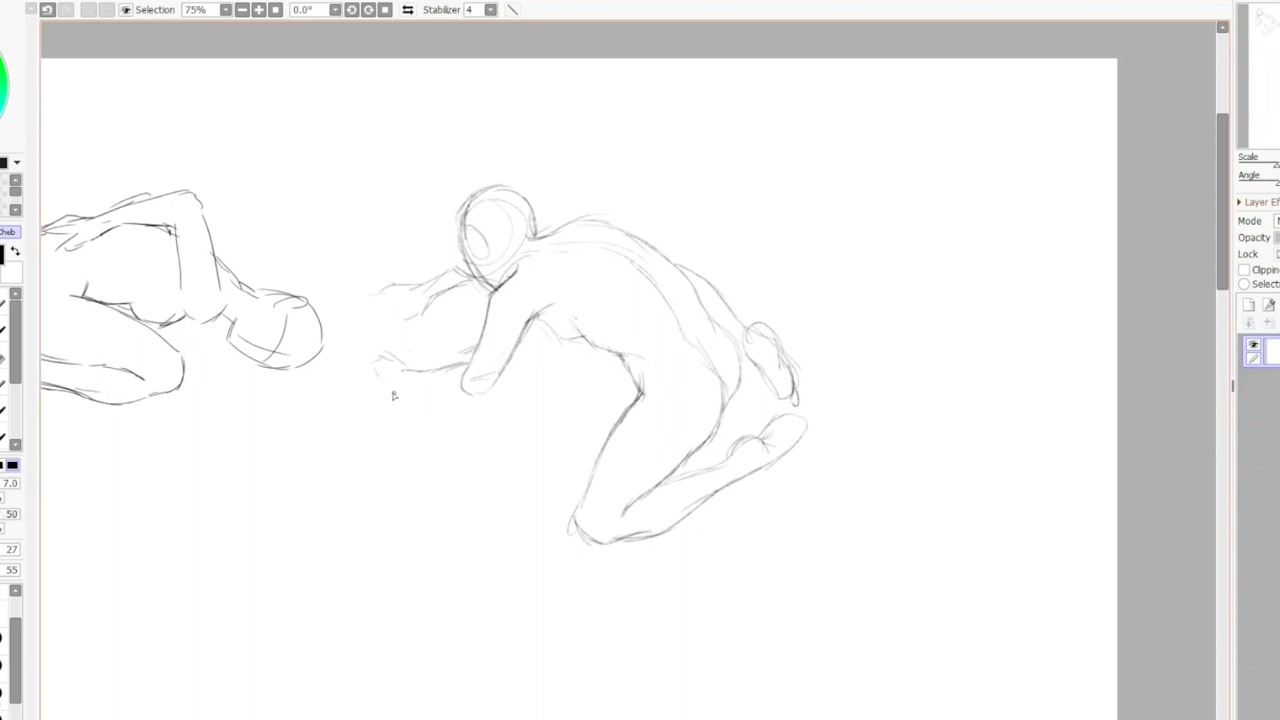 Selection 75% 0.0° Stabilizer 4
Scale
Angle
Layer Ef
Mode
Opacity
Lock
Clippin
Selec
7.0
50
27
55